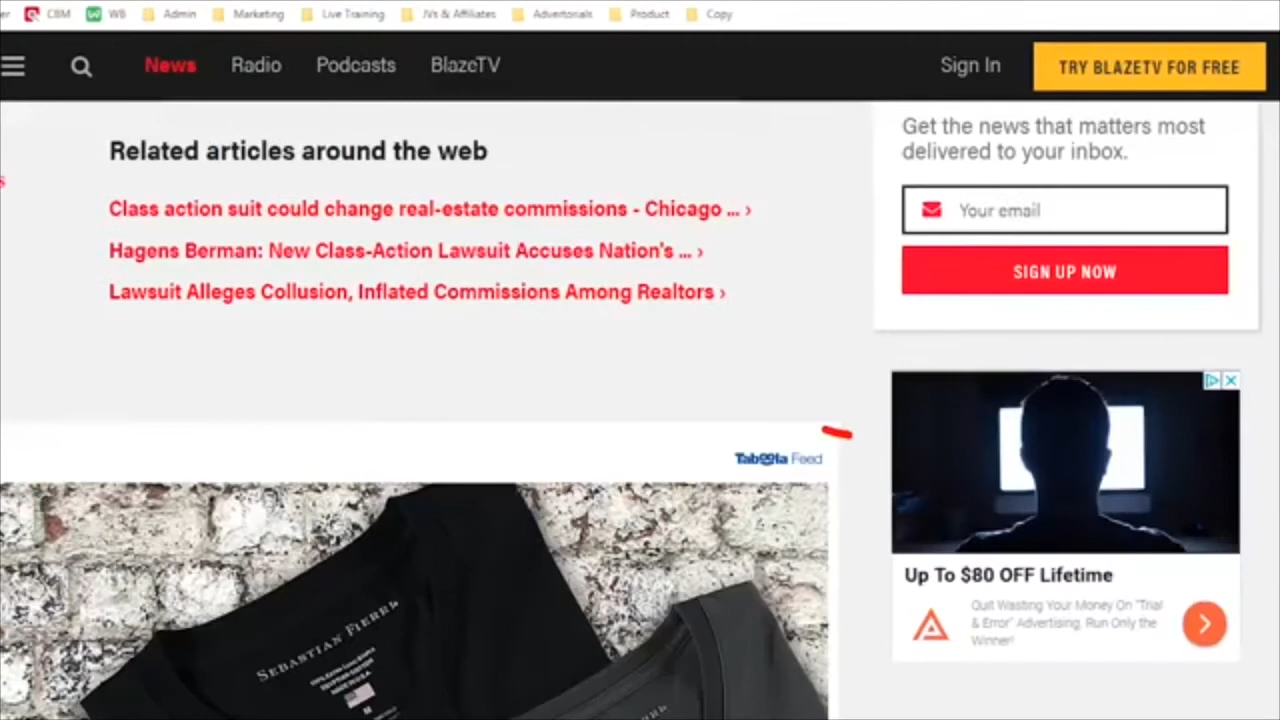 CBM WB Admin Marketing Live Training JVs & Affiliates Advertorials Product Copy
News Radio Podcasts BlazeTV Sign In TRY BLAZETV FOR FREE
Related articles around the web
Class action suit could change real-estate commissions - Chicago ... ›
Hagens Berman: New Class-Action Lawsuit Accuses Nation's ... ›
Lawsuit Alleges Collusion, Inflated Commissions Among Realtors ›
Get the news that matters most
delivered to your inbox.
Your email
SIGN UP NOW
Taboola Feed
SEBASTIAN FIERED
MADE IN U.S.A.
M
Up To $80 OFF Lifetime
Quit Wasting Your Money On "Trial
& Error" Advertising. Run Only the
Winner!